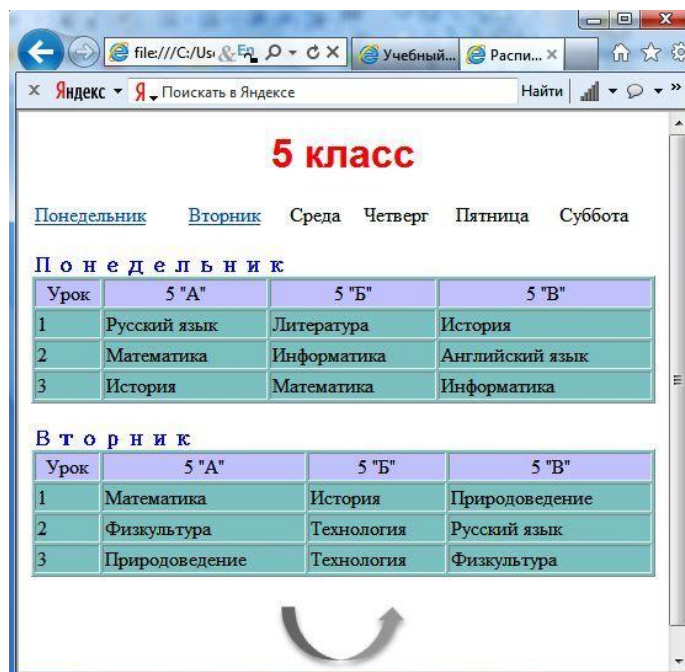 file:///C:/Us
Учебный...
Распи...
x Яндекс Я Поискать в Яндексе Найти »
5 класс
Понедельник Вторник Среда Четверг Пятница Суббота
Понедельник
Урок 5 "А" 5 "Б" 5 "В"
1 Русский язык Литература История
2 Математика Информатика Английский язык
3 История Математика Информатика
Вторник
Урок 5 "А" 5 "Б" 5 "В"
1 Математика История Природоведение
2 Физкультура Технология Русский язык
3 Природоведение Технология Физкультура